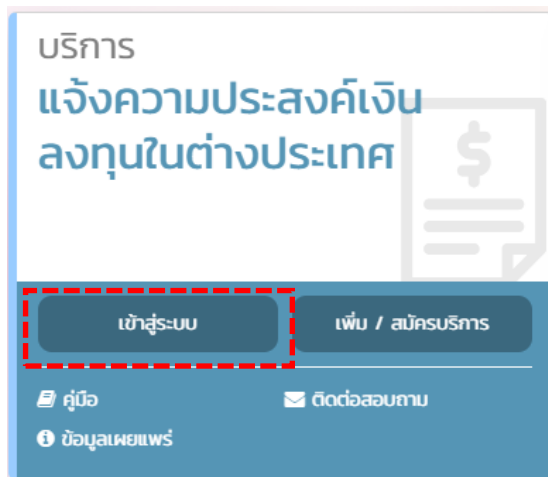 บริการ
แจ้งความประสงค์เงิน
ลงทุนในต่างประเทศ
$
เข้าสู่ระบบ
เพิ่ม / สมัครบริการ
คู่มือ
ติดต่อสอบถาม
ข้อมูลเผยแพร่